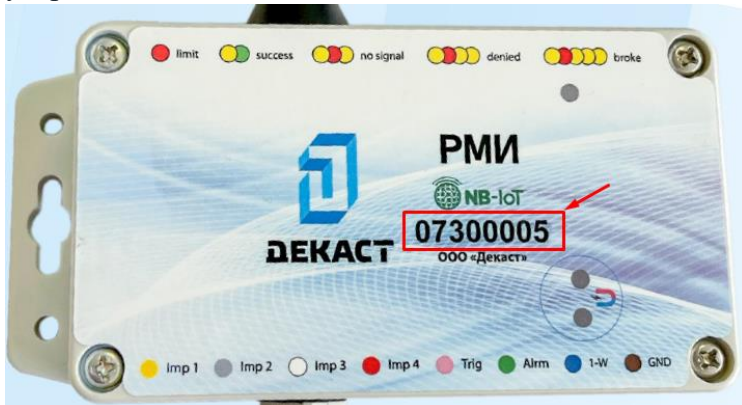 limit success no signal denied broke
РМИ
NB-IoT
07300005
ДЕКАСТ
ООО «Декаст»
Imp 1 Imp 2 Imp 3 Imp 4 Trig Alrm 1-W GND